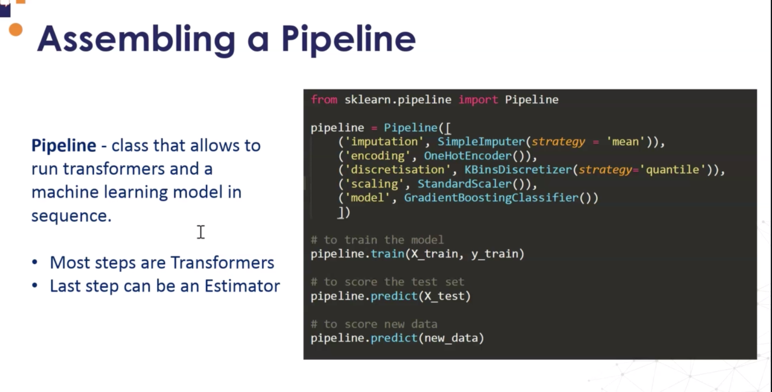 Assembling a Pipeline
Pipeline - class that allows to
run transformers and a
machine learning model in
sequence.
• Most steps are Transformers
• Last step can be an Estimator
from sklearn.pipeline import Pipeline
pipeline = Pipeline([
    ('imputation', SimpleImputer(strategy = 'mean')),
    ('encoding', OneHotEncoder()),
    ('discretisation', KBinsDiscretizer(strategy='quantile')),
    ('scaling', StandardScaler()),
    ('model', GradientBoostingClassifier())
    ])
# to train the model
pipeline.train(X_train, y_train)
# to score the test set
pipeline.predict(X_test)
# to score new data
pipeline.predict(new_data)